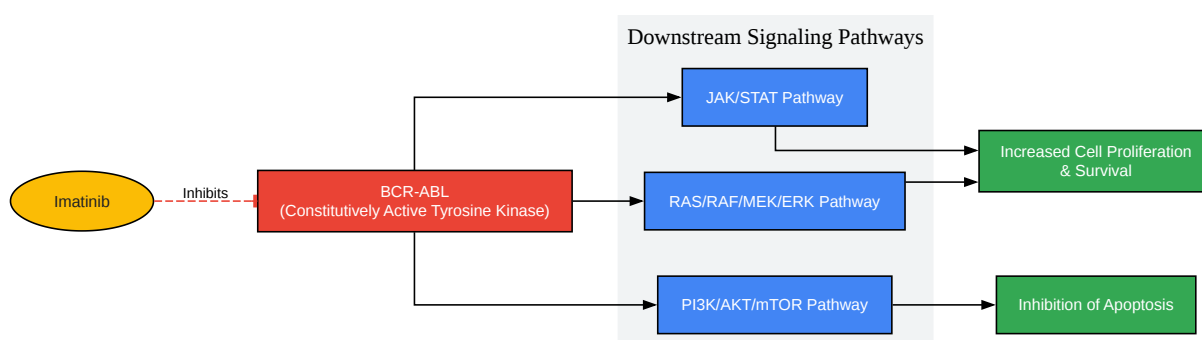 Downstream Signaling Pathways
JAK/STAT Pathway
Increased Cell Proliferation
& Survival
Imatinib
Inhibits
BCR-ABL
(Constitutively Active Tyrosine Kinase)
RAS/RAF/MEK/ERK Pathway
PI3K/AKT/mTOR Pathway
Inhibition of Apoptosis